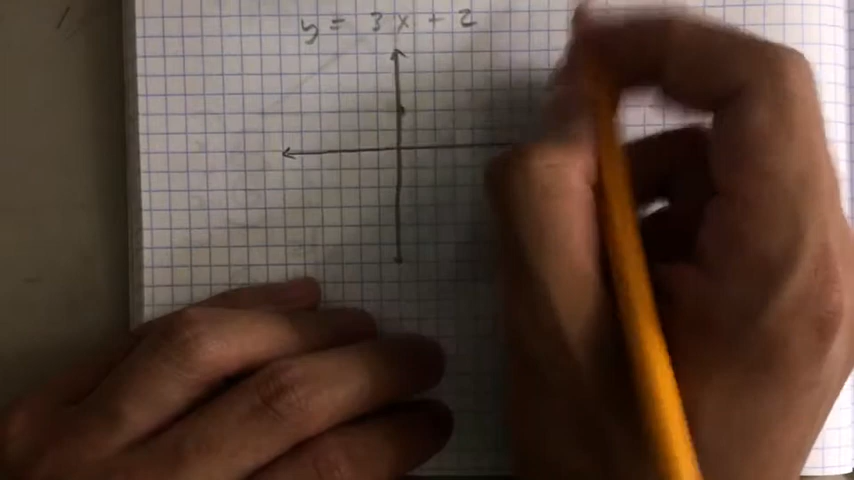 y = 3x + 2